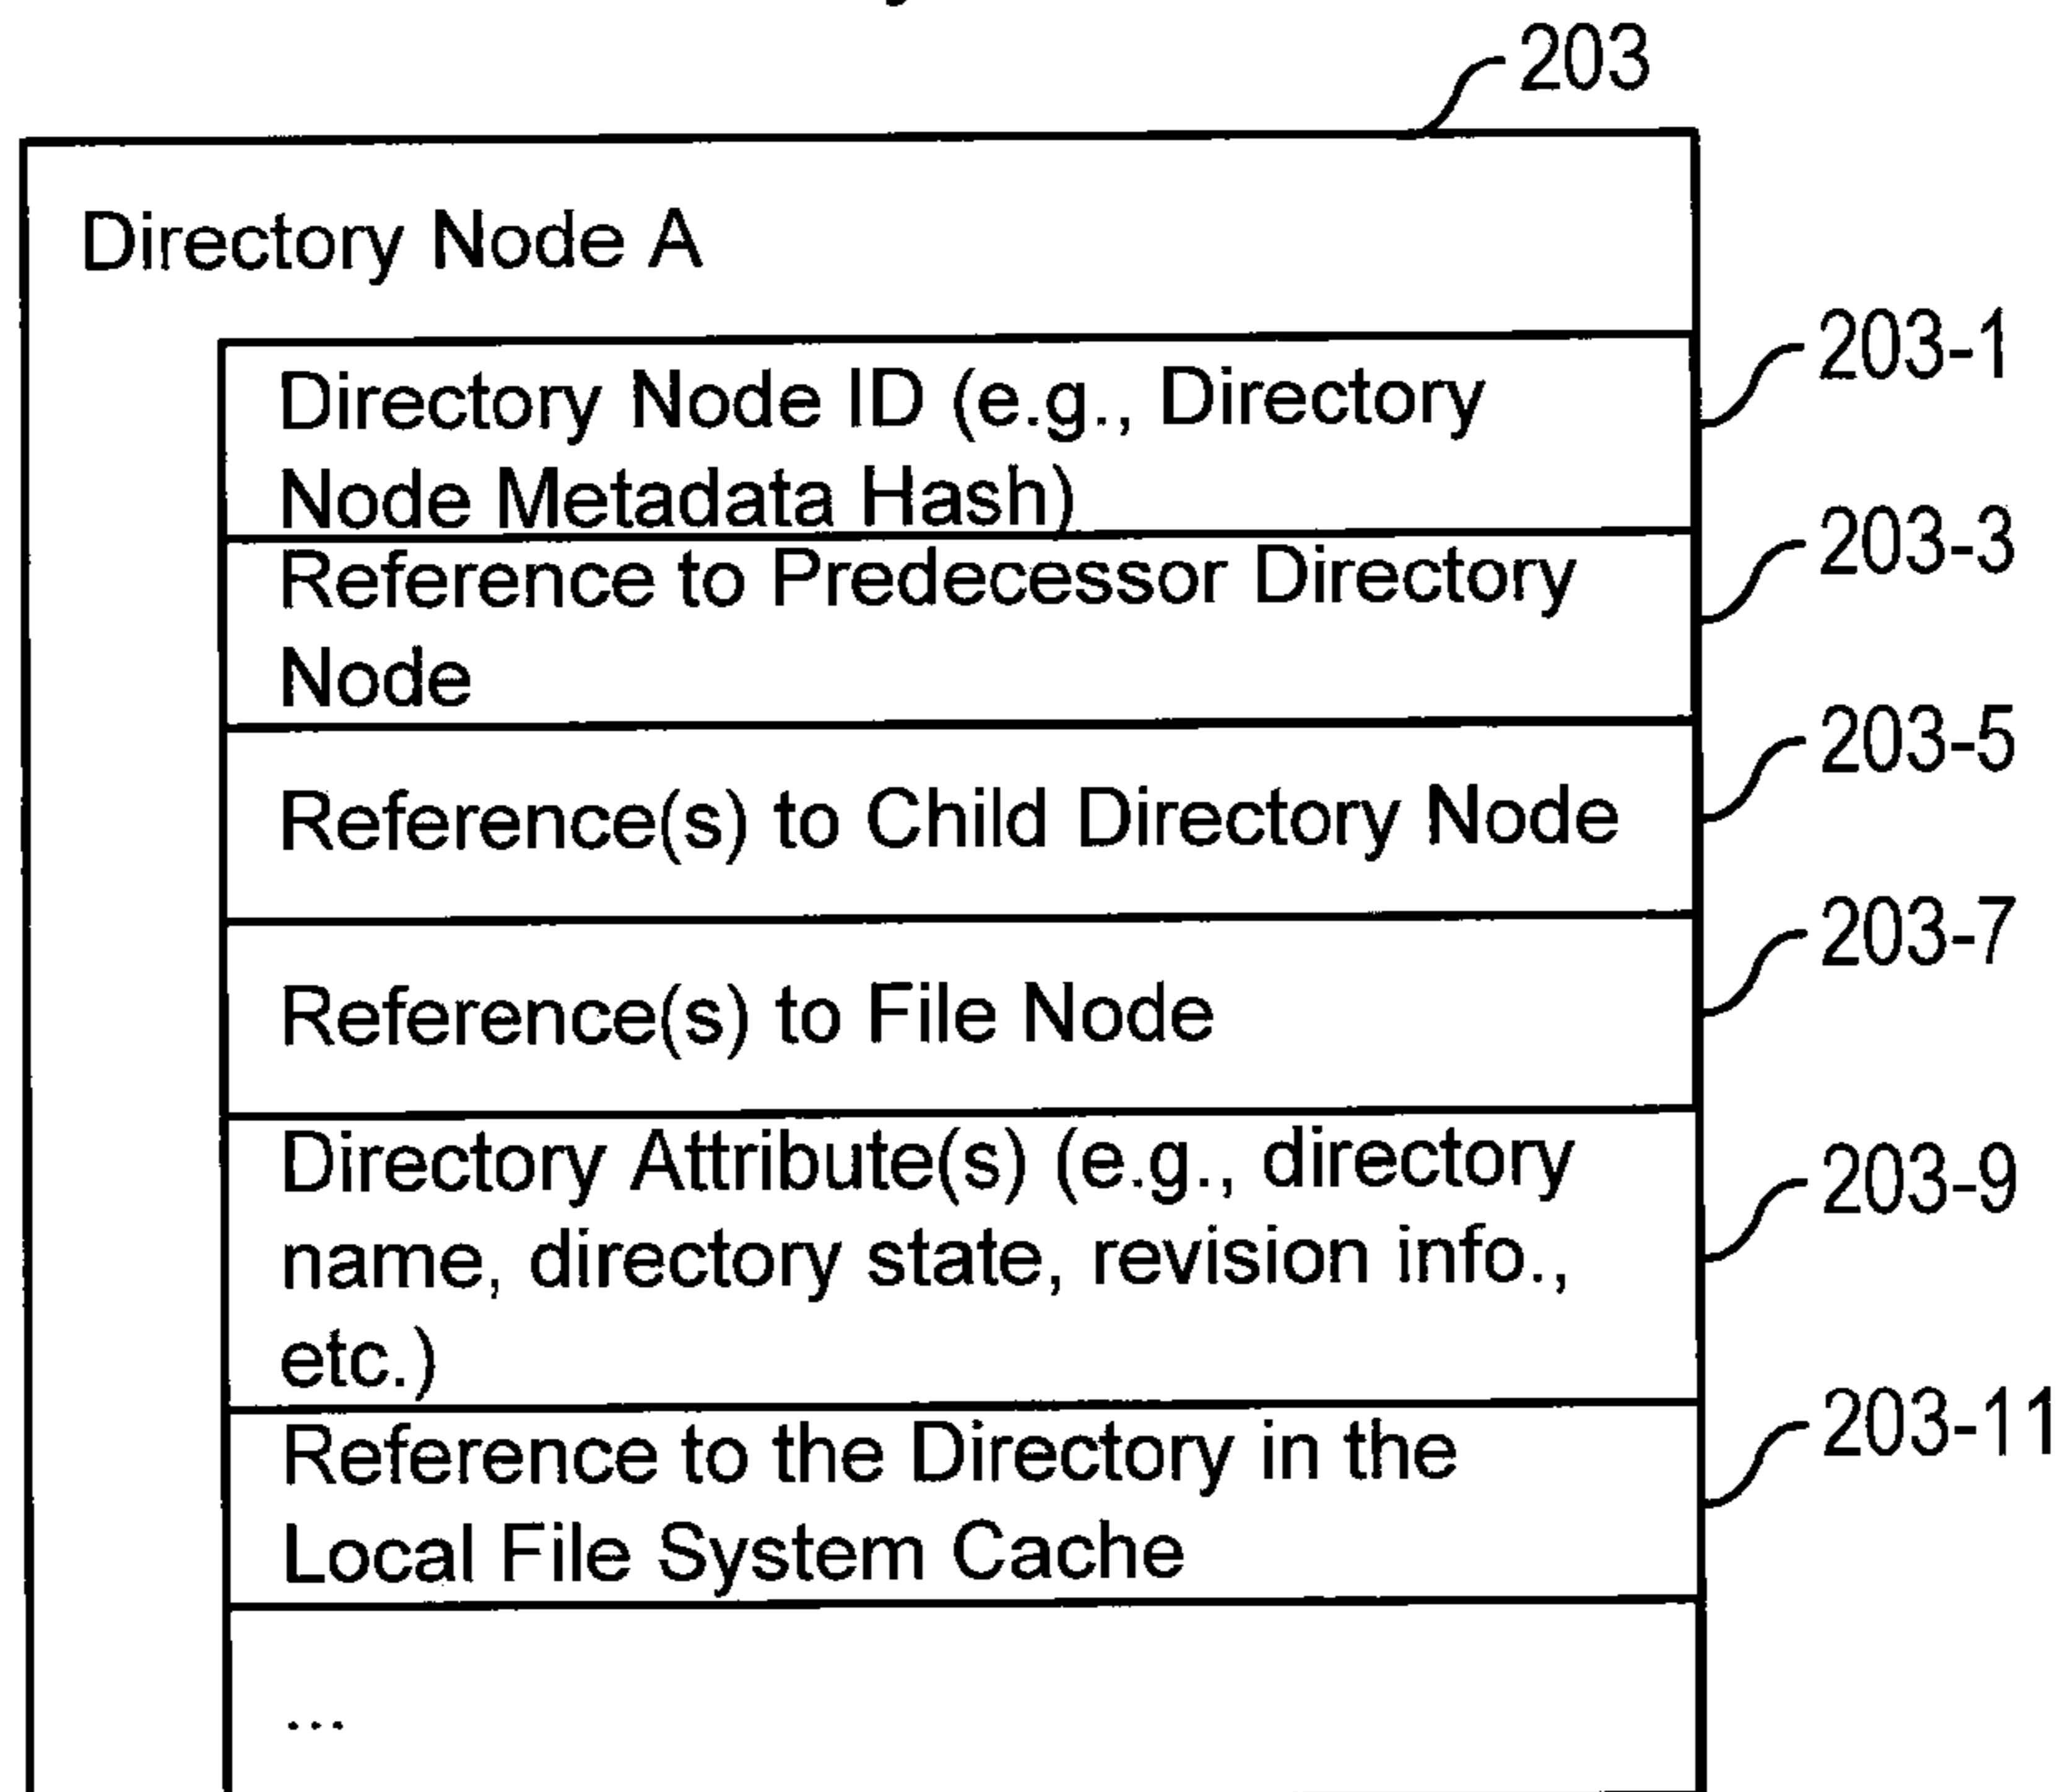 203
Directory Node A
203-1
Directory Node ID (e.g., Directory
Node Metadata Hash)
203-3
Reference to Predecessor Directory
Node
203-5
Reference(s) to Child Directory Node
203-7
Reference(s) to File Node
203-9
Directory Attribute(s) (e.g., directory
name, directory state, revision info.,
etc.)
203-11
Reference to the Directory in the
Local File System Cache
...